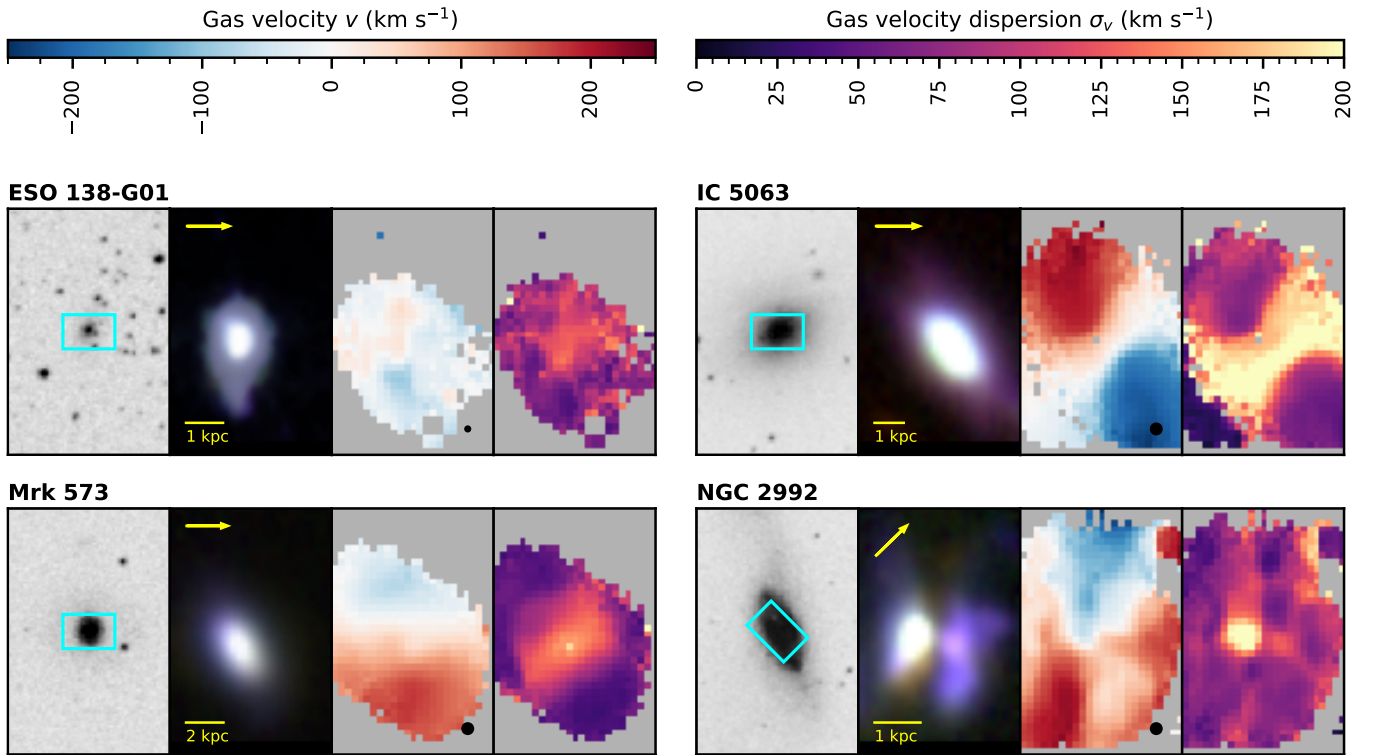 Gas velocity v (km s⁻¹)
−200 −100 0 100 200
Gas velocity dispersion σᵥ (km s⁻¹)
0 25 50 75 100 125 150 175 200
ESO 138-G01
1 kpc
IC 5063
1 kpc
Mrk 573
2 kpc
NGC 2992
1 kpc